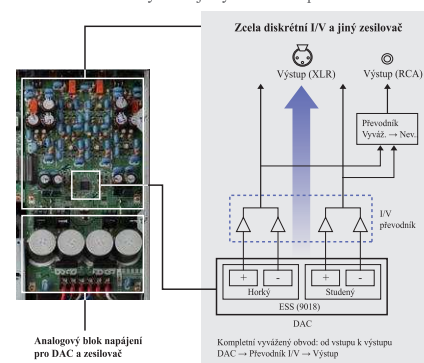 Zcela diskrétní I/V a jiný zesilovač
Výstup (XLR)
Výstup (RCA)
Převodník
Vyváž. → Nev.
I/V
převodník
+
-
+
-
Horký
Studený
ESS (9018)
DAC
Analogový blok napájení
pro DAC a zesilovač
Kompletní vyvážený obvod: od vstupu k výstupu
DAC → Převodník I/V → Výstup